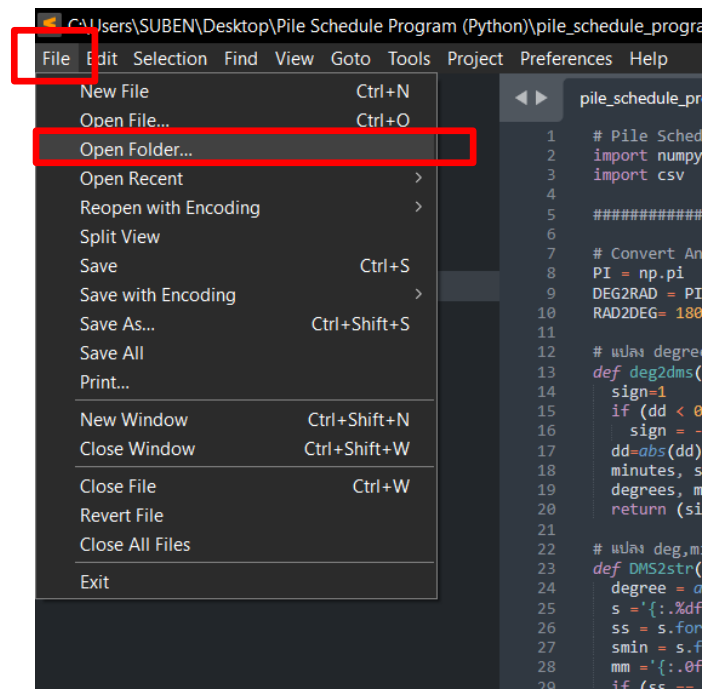 C:\Users\SUBEN\Desktop\Pile Schedule Program (Python)\pile_schedule_progra
File Edit Selection Find View Goto Tools Project Preferences Help
New File Ctrl+N
Open File... Ctrl+O
Open Folder...
Open Recent
Reopen with Encoding
Split View
Save Ctrl+S
Save with Encoding
Save As... Ctrl+Shift+S
Save All
Print...
New Window Ctrl+Shift+N
Close Window Ctrl+Shift+W
Close File Ctrl+W
Revert File
Close All Files
Exit
pile_schedule_pr
1 # Pile Sched
2 import numpy
3 import csv
4
5 ############
6
7 # Convert An
8 PI = np.pi
9 DEG2RAD = PI
10 RAD2DEG= 180
11
12 # แปลง degree
13 def deg2dms(
14 sign=1
15 if (dd < 0
16 sign = -
17 dd=abs(dd)
18 minutes, s
19 degrees, m
20 return (si
21
22 # แปลง deg,mi
23 def DMS2str(
24 degree = a
25 s ='{:.%df
26 ss = s.for
27 smin = s.f
28 mm ='{:.0f
29 if (ss ==